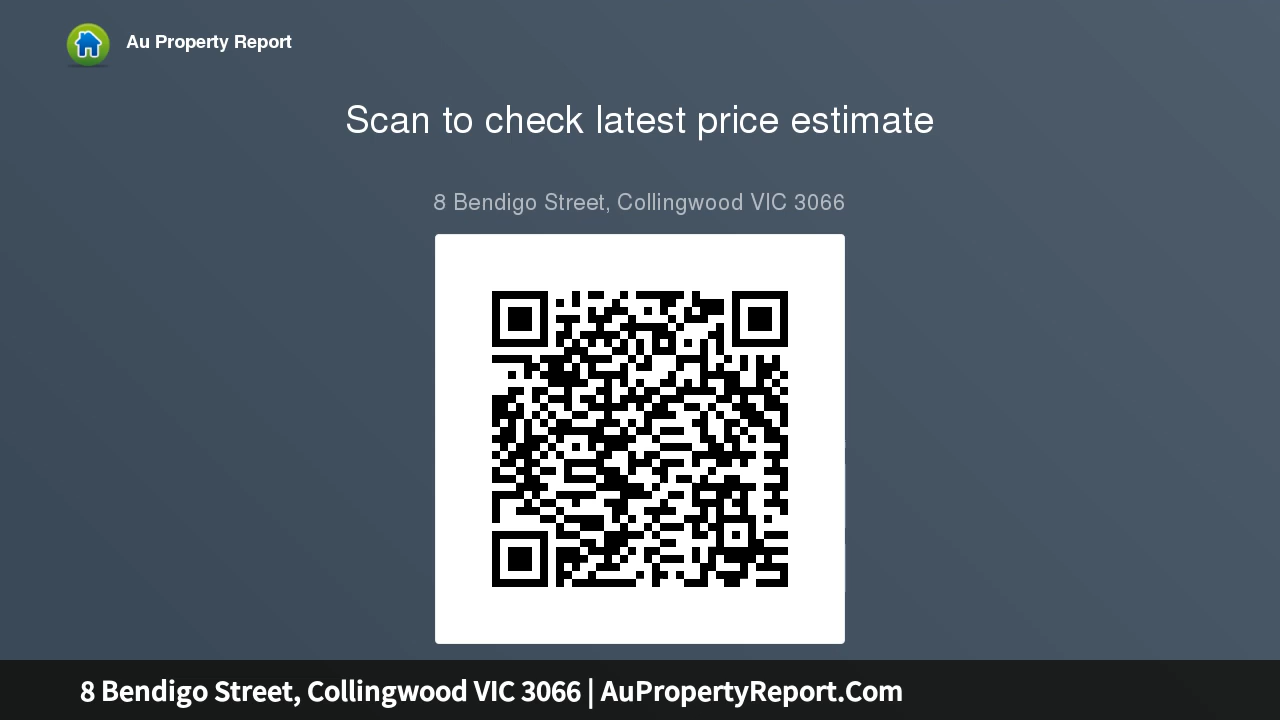 Au Property Report
Scan to check latest price estimate
8 Bendigo Street, Collingwood VIC 3066
8 Bendigo Street, Collingwood VIC 3066 | AuPropertyReport.Com